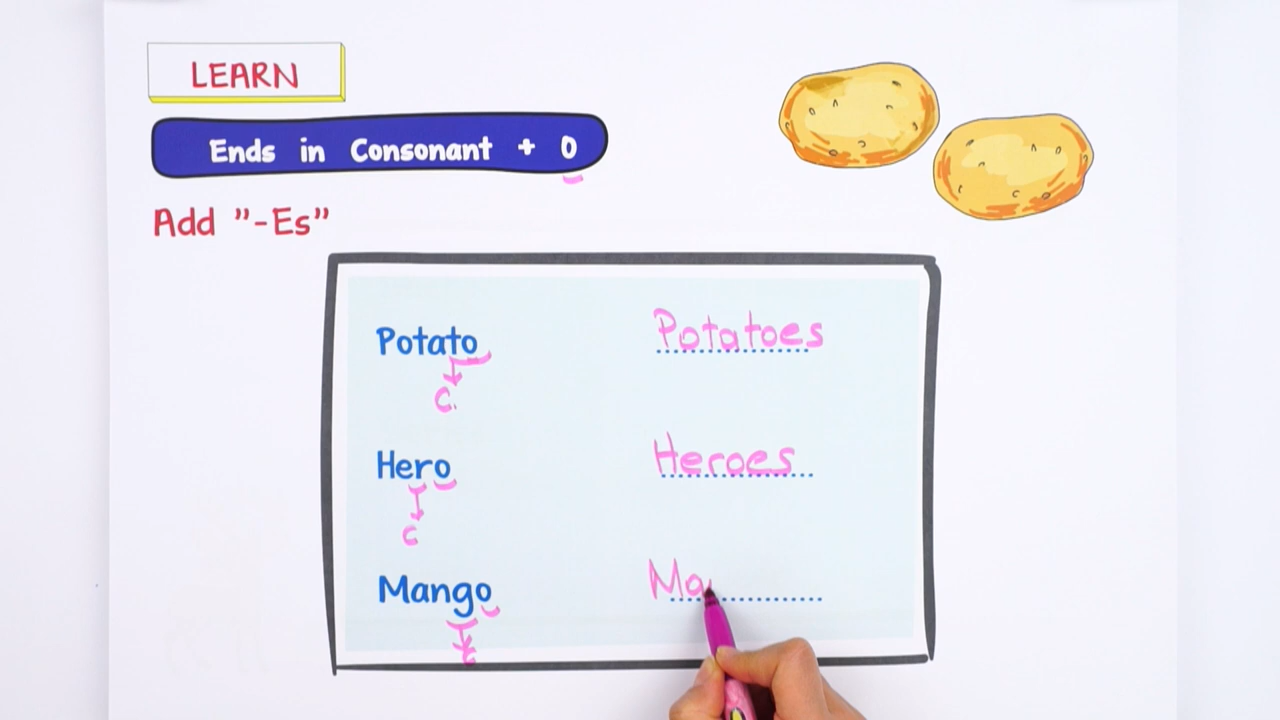 LEARN
Ends in Consonant + O
Add "-Es"
Potato Potatoes
C.
Hero Heroes
C
Mango Ma